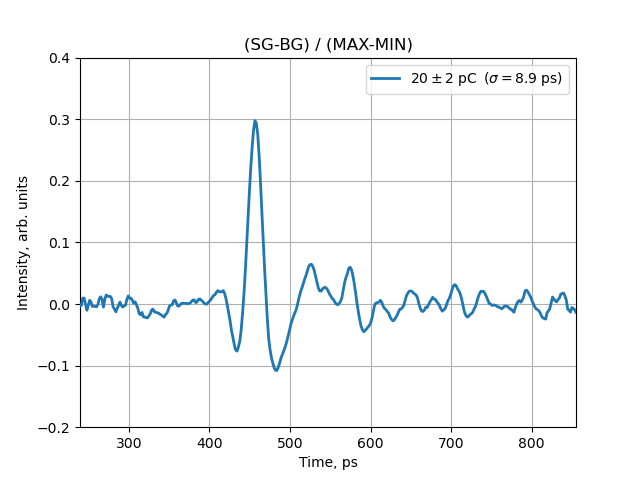 (SG-BG) / (MAX-MIN)
20 ± 2 pC (σ = 8.9 ps)
0.4
0.3
0.2
0.1
0.0
−0.1
−0.2
Intensity, arb. units
300 400 500 600 700 800
Time, ps